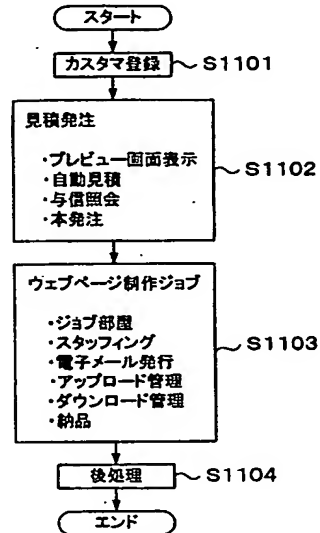 スタート
カスタマ登録
S1101
見積発注
・プレビュー画面表示
・自動見積
・与信照会
・本発注
S1102
ウェブページ制作ジョブ
・ジョブ部屋
・スタッフィング
・電子メール発行
・アップロード管理
・ダウンロード管理
・納品
S1103
後処理
S1104
エンド